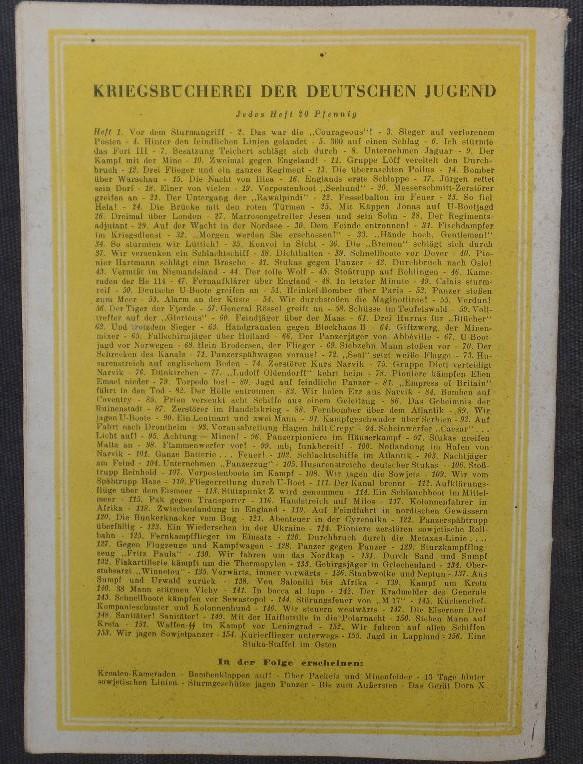 KRIEGSBÜCHEREI DER DEUTSCHEN JUGEND
Jedes Heft 20 Pfennig
Heft 1. Vor dem Sturmangriff - 2. Das war die „Courageous"! - 3. Sieger auf verlorenem
Posten - 4. Hinter den feindlichen Linien gelandet - 5. 300 auf einen Schlag - 6. Ich stürmte
das Fort III - 7. Besatzung Teichert schlägt sich durch - 8. Unternehmen Jaguar - 9. Der
Kampf mit der Mine - 10. Zweimal gegen Engeland! - 11. Gruppe Löff vereitelt den Durch-
bruch - 12. Drei Flieger und ein ganzes Regiment - 13. Die überraschten Poilus - 14. Bomber
über Warschau - 15. Die Nacht von Ilica - 16. Englands erste Schlappe - 17. Jürgen rettet
sein Dorf - 18. Einer von vielen - 19. Vorpostenboot „Seehund" - 20. Messerschmitt-Zerstörer
greifen an - 21. Der Untergang der „Rawalpindi" - 22. Fesselballon im Feuer - 23. So fiel
Hela! - 24. Die Brücke mit den roten Türmen - 25. Mit Käppen Jonas auf U-Bootjagd
26. Dreimal über London - 27. Matrosengefreiter Jesen und sein Sohn - 28. Der Regiments-
adjutant - 29. Auf der Wacht in der Nordsee - 30. Dem Feinde entronnen! - 31. Fischdampfer
im Kriegsdienst - 32. „Morgen werden Sie erschossen!" - 33. „Hände hoch, Gentlemen!"
34. So stürmten wir Lüttich! - 35. Konvoi in Sicht - 36. Die „Bremen" schlägt sich durch
37. Wir versenken ein Schlachtschiff - 38. Dichthalten - 39. Schnellboote vor Dover - 40. Pio-
nier Hartmann schlägt eine Bresche - 41. Stukas gegen Panzer - 42. Durchbruch nach Oslo!
43. Vermißt im Niemandsland - 44. Der tolle Wolf - 45. Stoßtrupp auf Böhlingen - 46. Kame-
raden der He 114 - 47. Fernaufklärer über England - 48. In letzter Minute - 49. Calais sturm-
reif - 50. Deutsche U-Boote greifen an - 51. Heinkel-Bomber über Paris - 52. Panzer stoßen
zum Meer - 53. Alarm an der Küste - 54. Wir durchstoßen die Maginotlinie! - 55. Verdun!
56. Der Tiger der Fjorde - 57. General Rössel greift an - 58. Schüsse im Teufelswald - 59. Voll-
treffer auf der „Glorious" - 60. Feindjäger über der Maas - 61. Drei Hurras für „Blücher"
62. Und trotzdem Sieger - 63. Handgranaten gegen Blockhaus B - 64. Giftzwerg, der Minen-
mixer - 65. Fallschirmjäger über Holland - 66. Der Panzerjäger von Abbéville - 67. U-Boot-
jagd vor Norwegen - 68. Hein Brodersen, der Flieger - 69. Siebzehn Mann stoßen vor - 70. Der
Schrecken des Kanals - 71. Panzerspähwagen voraus! - 72. „Seal" setzt weiße Flagge - 73. Hu-
sarenstreich auf englischem Boden - 74. Zerstörer Kurs Narvik - 75. Gruppe Dietl verteidigt
Narvik - 76. Dünkirchen - 77. „Ludolf Oldendorff" kehrt heim - 78. Pioniere kämpfen Eben
Emael nieder - 79. Torpedo los! - 80. Jagd auf feindliche Panzer - 81. „Empress of Britain"
führt in den Tod - 82. Der Hölle entronnen - 83. Wir holen Erz aus Narvik - 84. Bomben auf
Coventry - 85. Prien versenkt acht Schiffe aus einem Geleitzug - 86. Das Geheimnis der
Ruinenstadt - 87. Zerstörer im Handelskrieg - 88. Fernbomber über dem Atlantik - 89. Wir
jagen U-Boote - 90. Ein Leutnant und zwei Mann - 91. Kampfgeschwader über Serbien - 92. Auf
Fahrt nach Drontheim - 93. Vorausabteilung Hagen hält Crepy - 94. Scheinwerfer „Caesar" ...
Licht auf! - 95. Achtung – Minen! - 96. Panzerpioniere im Häuserkampf - 97. Stukas greifen
Malta an - 98. Flammenwerfer vor! - 99. mb, funkbereit! - 100. Notlandung im Hafen von
Narvik - 101. Ganze Batterie... Feuer! - 102. Schlachtschiffe im Atlantik - 103. Nachtjäger
am Feind - 104. Unternehmen „Panzerzug" - 105. Husarenstreiche deutscher Stukas - 106. Stoß-
trupp Reinhold - 107. Vorpostenboote im Kampf - 108. Wir jagen die Sowjets - 109. Wir vom
Spähtrupp Hase - 110. Fliegerrettung durch U-Boot - 111. Der Kanal brennt - 112. Aufklärungs-
flüge über dem Eismeer - 113. Stützpunkt Z wird genommen - 114. Ein Schlauchboot im Mittel-
meer - 115. Pak gegen Transporter - 116. Handstreich auf Milos - 117. Kolonnenfahrer in
Afrika - 118. Zwischenlandung in England - 119. Auf Feindfahrt in nordischen Gewässern
120. Die Bunkerknacker vom Bug - 121. Abenteuer in der Cyrenaika - 122. Panzerspähtrupp
überfällig - 123. Ein Wiedersehen in der Ukraine - 124. Pioniere zerstören sowjetische Roll-
bahn - 125. Fernkampfflieger im Einsatz - 126. Durchbruch durch die Metaxas-Linie ....
127. Gegen Flugzeuge und Kampfwagen - 128. Panzer gegen Panzer - 129. Sturzkampfflug-
zeug „Fritz Paula" - 130. Wir fahren um das Nordkap - 131. Durch Sand und Sumpf
132. Flakartillerie kämpft um die Thermopylen - 133. Gebirgsjäger in Griechenland - 134. Ober-
stabsarzt „Winnetou" - 135. Vorwärts, immer vorwärts - 136. Stanbwolke und Neptun - 137. Aus
Sumpf und Urwald zurück - 138. Von Saloniki bis Afrika - 139. Kampf um Kreta
140. 38 Mann stürmen Vichy - 141. In bocca al lupo - 142. Der Kradmelder des Generals
143. Schnellboote kämpfen vor Sewastopol - 144. Störungsfeuer von „M 17" - 145. Küchenchef,
Kompanieschuster und Kolonnenhund - 146. Wir steuern westwärts - 147. Die Eisernen Drei
148. Sanitäter! Sanitäter! - 149. Mit der Haiflottille in die Polarnacht - 150. Sieben Mann auf
Kreta - 151. Waffen-SS im Kampf vor Leningrad - 152. Wir fahren auf allen Schiffen
153. Wir jagen Sowjetpanzer - 154. Kurierflieger unterwegs - 155. Jagd in Lappland - 156. Eine
Stuka-Staffel im Osten
In der Folge erscheinen:
Kroaten-Kameraden - Bombenklappen auf! - Über Packeis und Minenfelder - 13 Tage hinter
sowjetischen Linien - Sturmgeschütze jagen Panzer - Bis zum Äußersten - Das Gerät Dora X